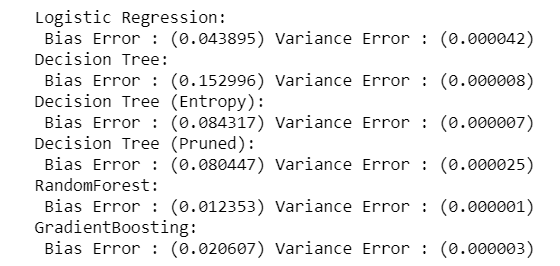 Logistic Regression:
Bias Error : (0.043895) Variance Error : (0.000042)
Decision Tree:
Bias Error : (0.152996) Variance Error : (0.000008)
Decision Tree (Entropy):
Bias Error : (0.084317) Variance Error : (0.000007)
Decision Tree (Pruned):
Bias Error : (0.080447) Variance Error : (0.000025)
RandomForest:
Bias Error : (0.012353) Variance Error : (0.000001)
GradientBoosting:
Bias Error : (0.020607) Variance Error : (0.000003)